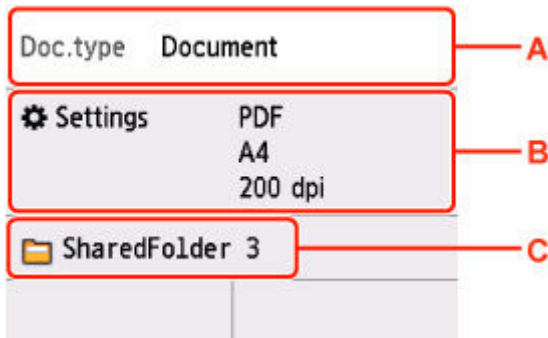 Doc.type Document A
Settings PDF B
A4
200 dpi
SharedFolder 3 C